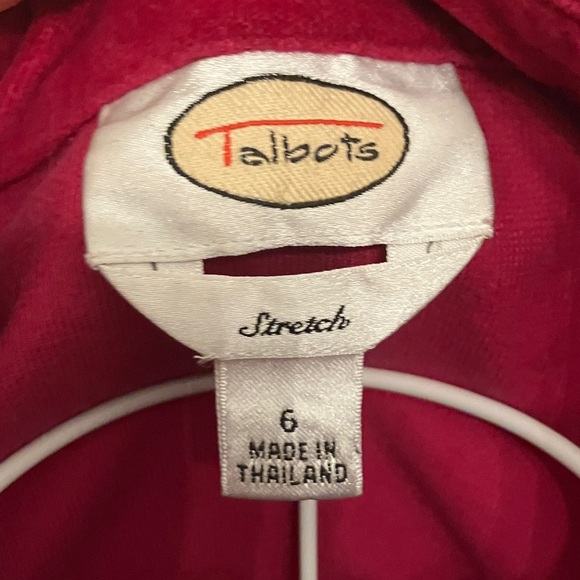 Talbots
Stretch
6
MADE IN
THAILAND